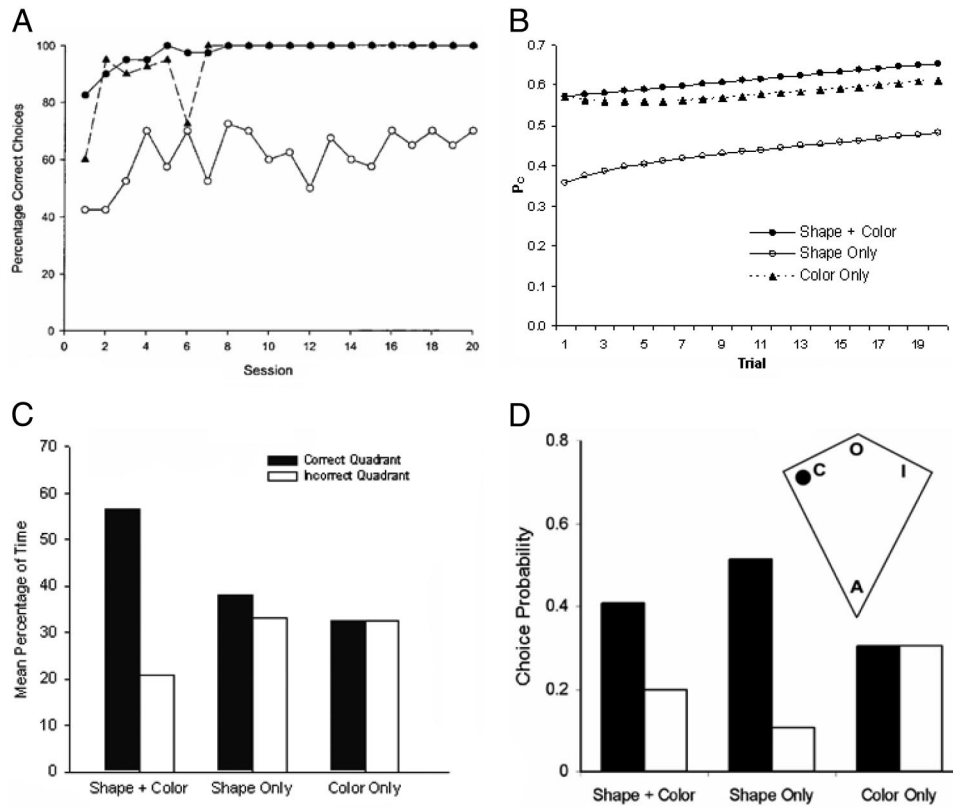 A
100
80
60
40
20
0
Percentage Correct Choices
0 2 4 6 8 10 12 14 16 18 20
Session
B
0.7
0.6
0.5
0.4
0.3
0.2
0.1
0.0
Po
Shape + Color
Shape Only
Color Only
1 3 5 7 9 11 13 15 17 19
Trial
C
70
60
50
40
30
20
10
0
Mean Percentage of Time
Correct Quadrant
Incorrect Quadrant
Shape + Color Shape Only Color Only
D
0.8
0.6
0.4
0.2
0
Choice Probability
O
C I
A
Shape + Color Shape Only Color Only